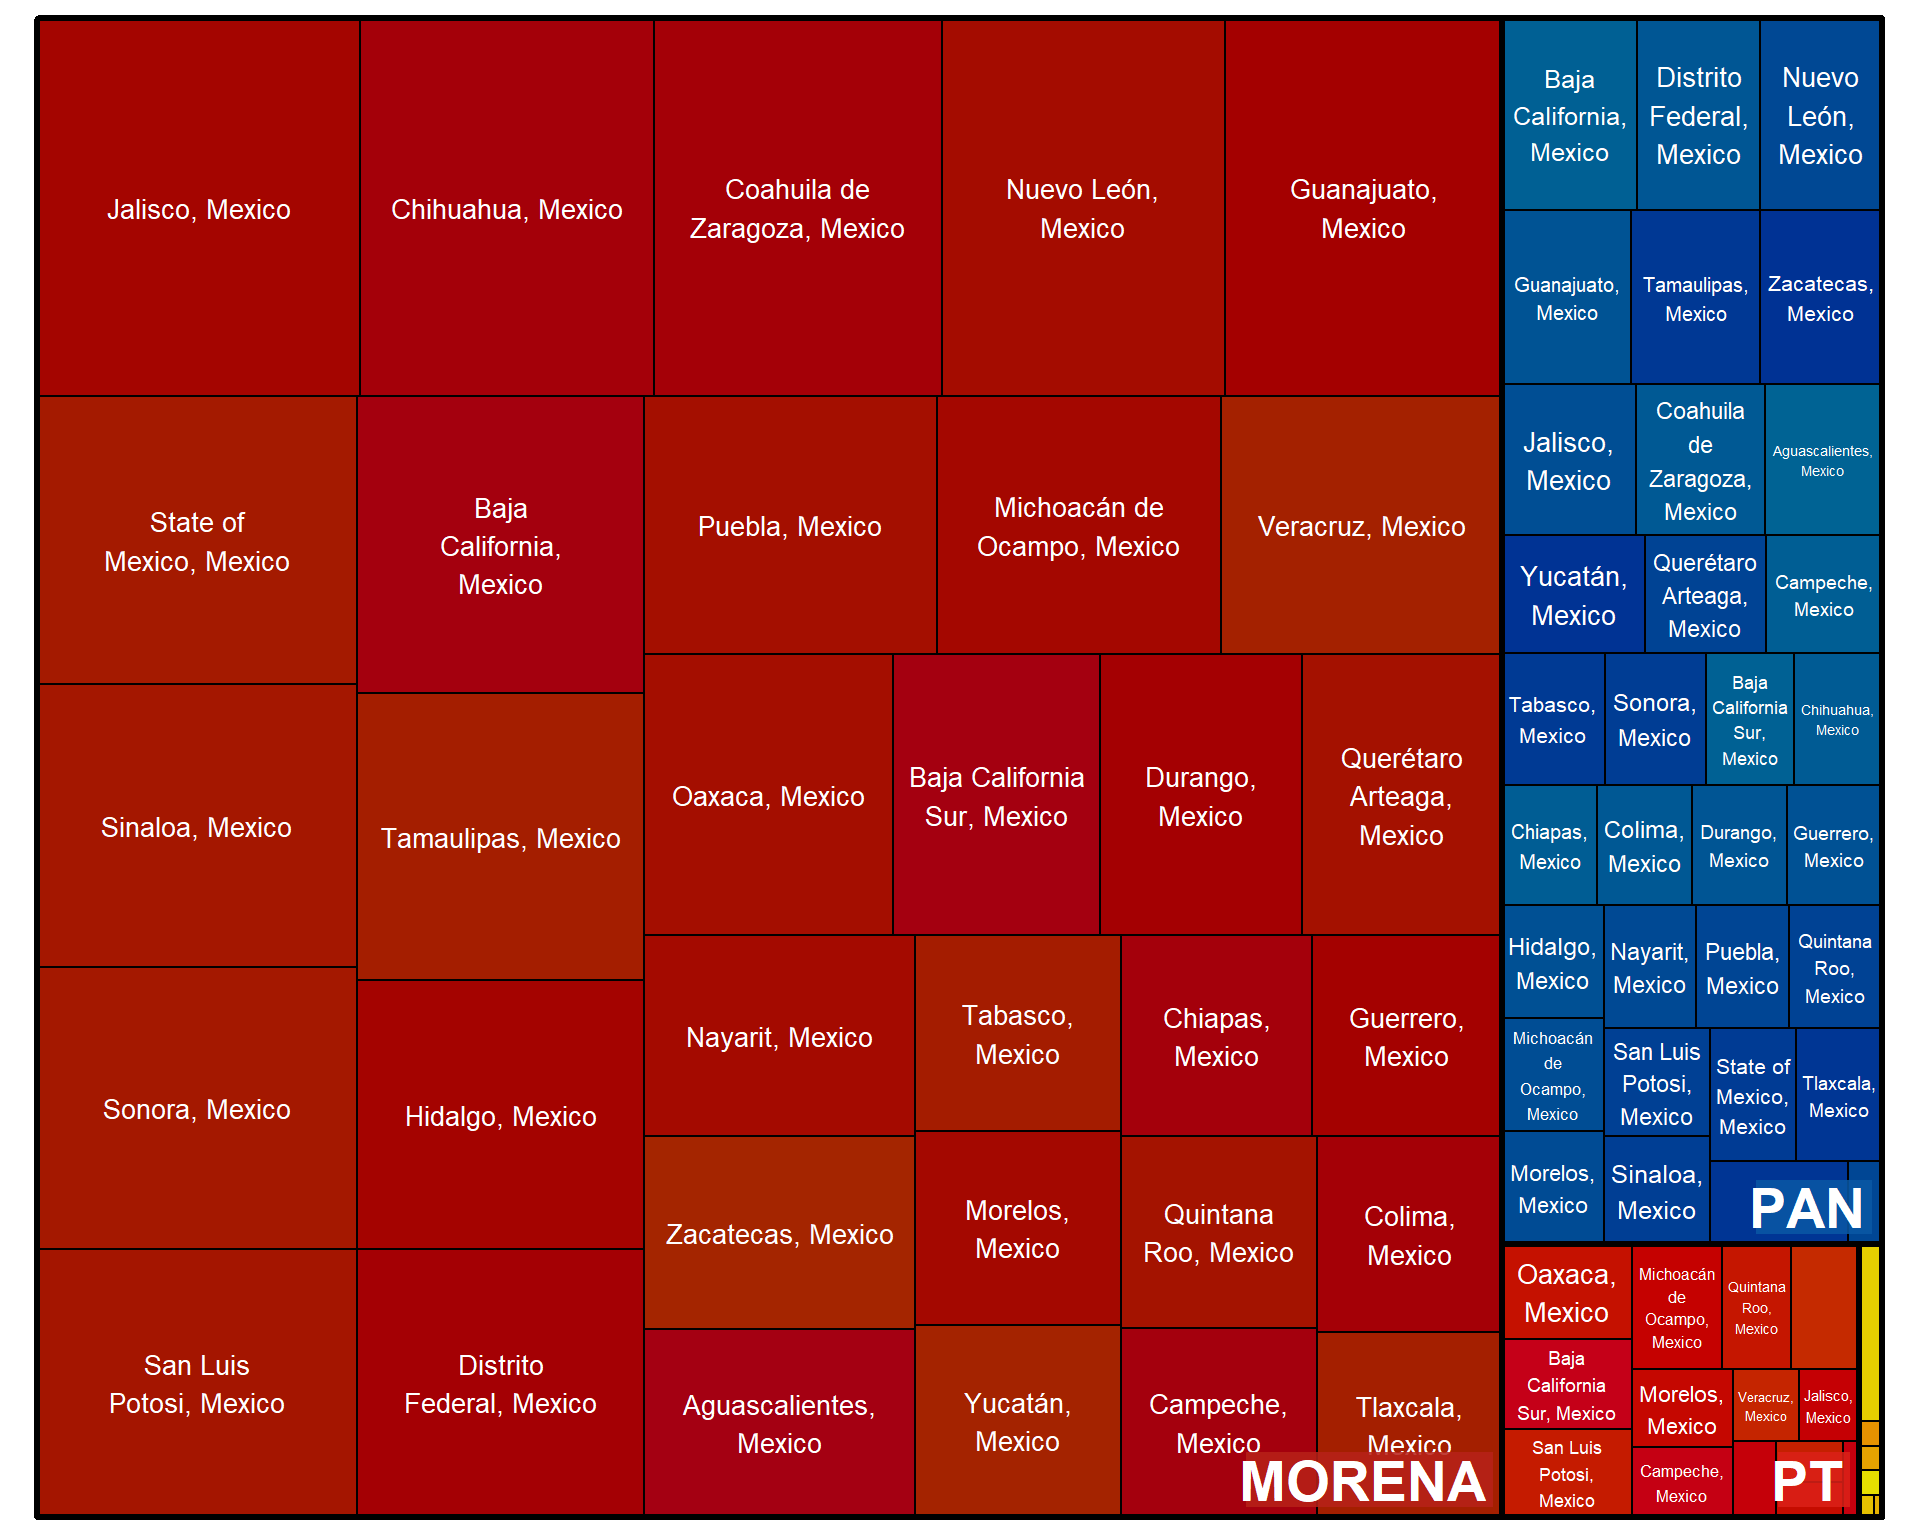 Jalisco, Mexico
Chihuahua, Mexico
Coahuila de
Zaragoza, Mexico
Nuevo León,
Mexico
Guanajuato,
Mexico
State of
Mexico, Mexico
Baja
California,
Mexico
Puebla, Mexico
Michoacán de
Ocampo, Mexico
Veracruz, Mexico
Sinaloa, Mexico
Tamaulipas, Mexico
Oaxaca, Mexico
Baja California
Sur, Mexico
Durango,
Mexico
Querétaro
Arteaga,
Mexico
Sonora, Mexico
Hidalgo, Mexico
Nayarit, Mexico
Tabasco,
Mexico
Chiapas,
Mexico
Guerrero,
Mexico
Zacatecas, Mexico
Morelos,
Mexico
Quintana
Roo, Mexico
Colima,
Mexico
San Luis
Potosi, Mexico
Distrito
Federal, Mexico
Aguascalientes,
Mexico
Yucatán,
Mexico
Campeche,
Mexico
Tlaxcala,
Mexico
MORENA
Baja
California,
Mexico
Distrito
Federal,
Mexico
Nuevo
León,
Mexico
Guanajuato,
Mexico
Tamaulipas,
Mexico
Zacatecas,
Mexico
Jalisco,
Mexico
Coahuila
de
Zaragoza,
Mexico
Aguascalientes,
Mexico
Yucatán,
Mexico
Querétaro
Arteaga,
Mexico
Campeche,
Mexico
Tabasco,
Mexico
Sonora,
Mexico
Baja
California
Sur,
Mexico
Chihuahua,
Mexico
Chiapas,
Mexico
Colima,
Mexico
Durango,
Mexico
Guerrero,
Mexico
Hidalgo,
Mexico
Nayarit,
Mexico
Puebla,
Mexico
Quintana
Roo,
Mexico
Michoacán
de
Ocampo,
Mexico
San Luis
Potosi,
Mexico
State of
Mexico,
Mexico
Tlaxcala,
Mexico
Morelos,
Mexico
Sinaloa,
Mexico
PAN
Oaxaca,
Mexico
Michoacán
de
Ocampo,
Mexico
Quintana
Roo,
Mexico
Baja
California
Sur, Mexico
Morelos,
Mexico
Veracruz,
Mexico
Jalisco,
Mexico
San Luis
Potosi,
Mexico
Campeche,
Mexico
PT